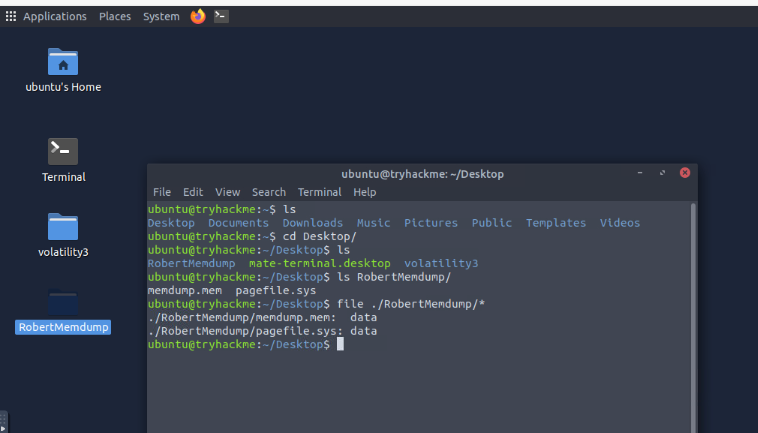 Applications Places System
ubuntu's Home
Terminal
volatility3
RobertMemdump
ubuntu@tryhackme: ~/Desktop
File Edit View Search Terminal Help
ubuntu@tryhackme:~$ ls
Desktop Documents Downloads Music Pictures Public Templates Videos
ubuntu@tryhackme:~$ cd Desktop/
ubuntu@tryhackme:~/Desktop$ ls
RobertMemdump mate-terminal.desktop volatility3
ubuntu@tryhackme:~/Desktop$ ls RobertMemdump/
memdump.mem pagefile.sys
ubuntu@tryhackme:~/Desktop$ file ./RobertMemdump/*
./RobertMemdump/memdump.mem: data
./RobertMemdump/pagefile.sys: data
ubuntu@tryhackme:~/Desktop$